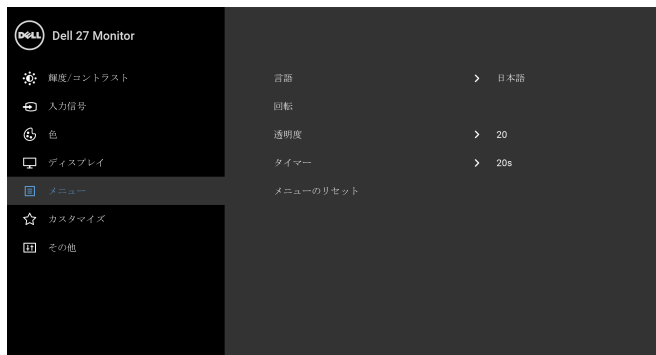 DELL
Dell 27 Monitor
輝度/コントラスト
入力信号
色
ディスプレイ
メニュー
カスタマイズ
その他
言語 > 日本語
回転
透明度 > 20
タイマー > 20s
メニューのリセット